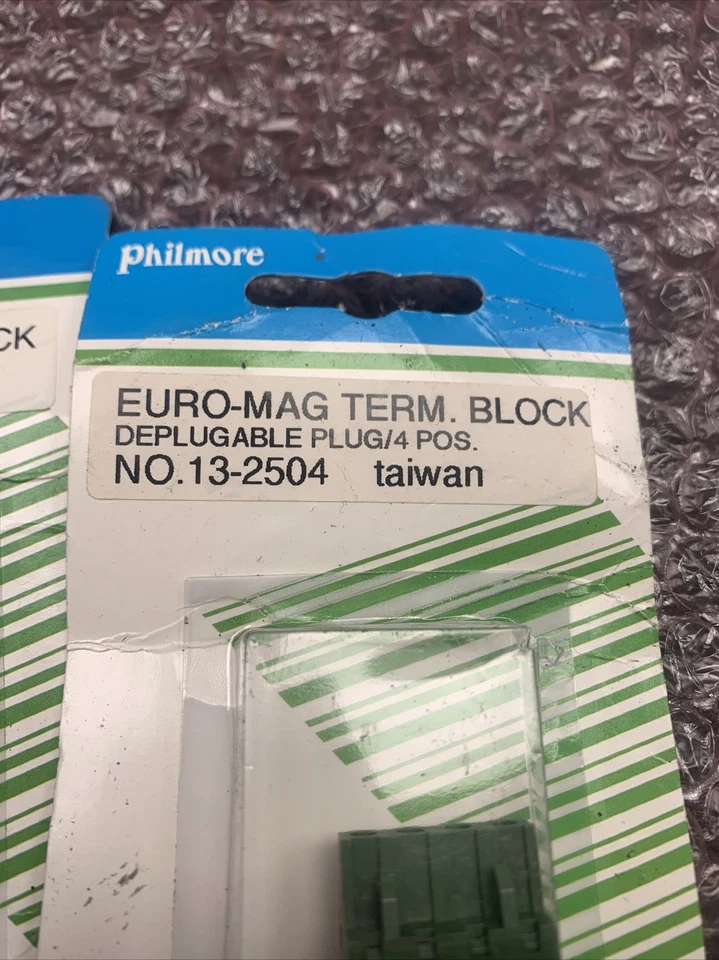 Philmore
CK
EURO-MAG TERM. BLOCK
DEPLUGABLE PLUG/4 POS.
NO.13-2504 taiwan